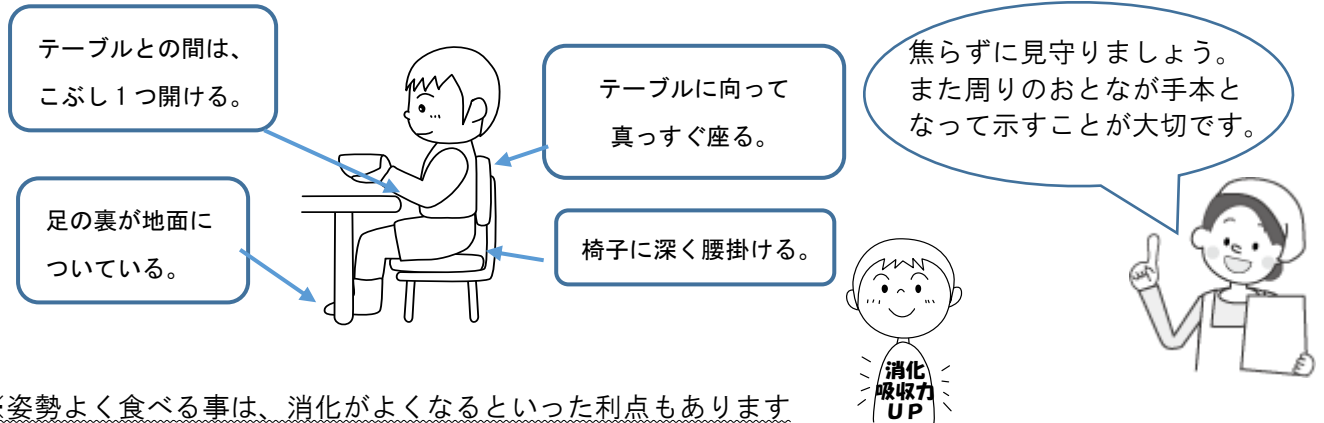 テーブルとの間は、
こぶし１つ開ける。
足の裏が地面に
ついている。
テーブルに向って
真っすぐ座る。
椅子に深く腰掛ける。
焦らずに見守りましょう。
また周りのおとなが手本と
なって示すことが大切です。
消化
吸収力
ＵＰ
※姿勢よく食べる事は、消化がよくなるといった利点もあります